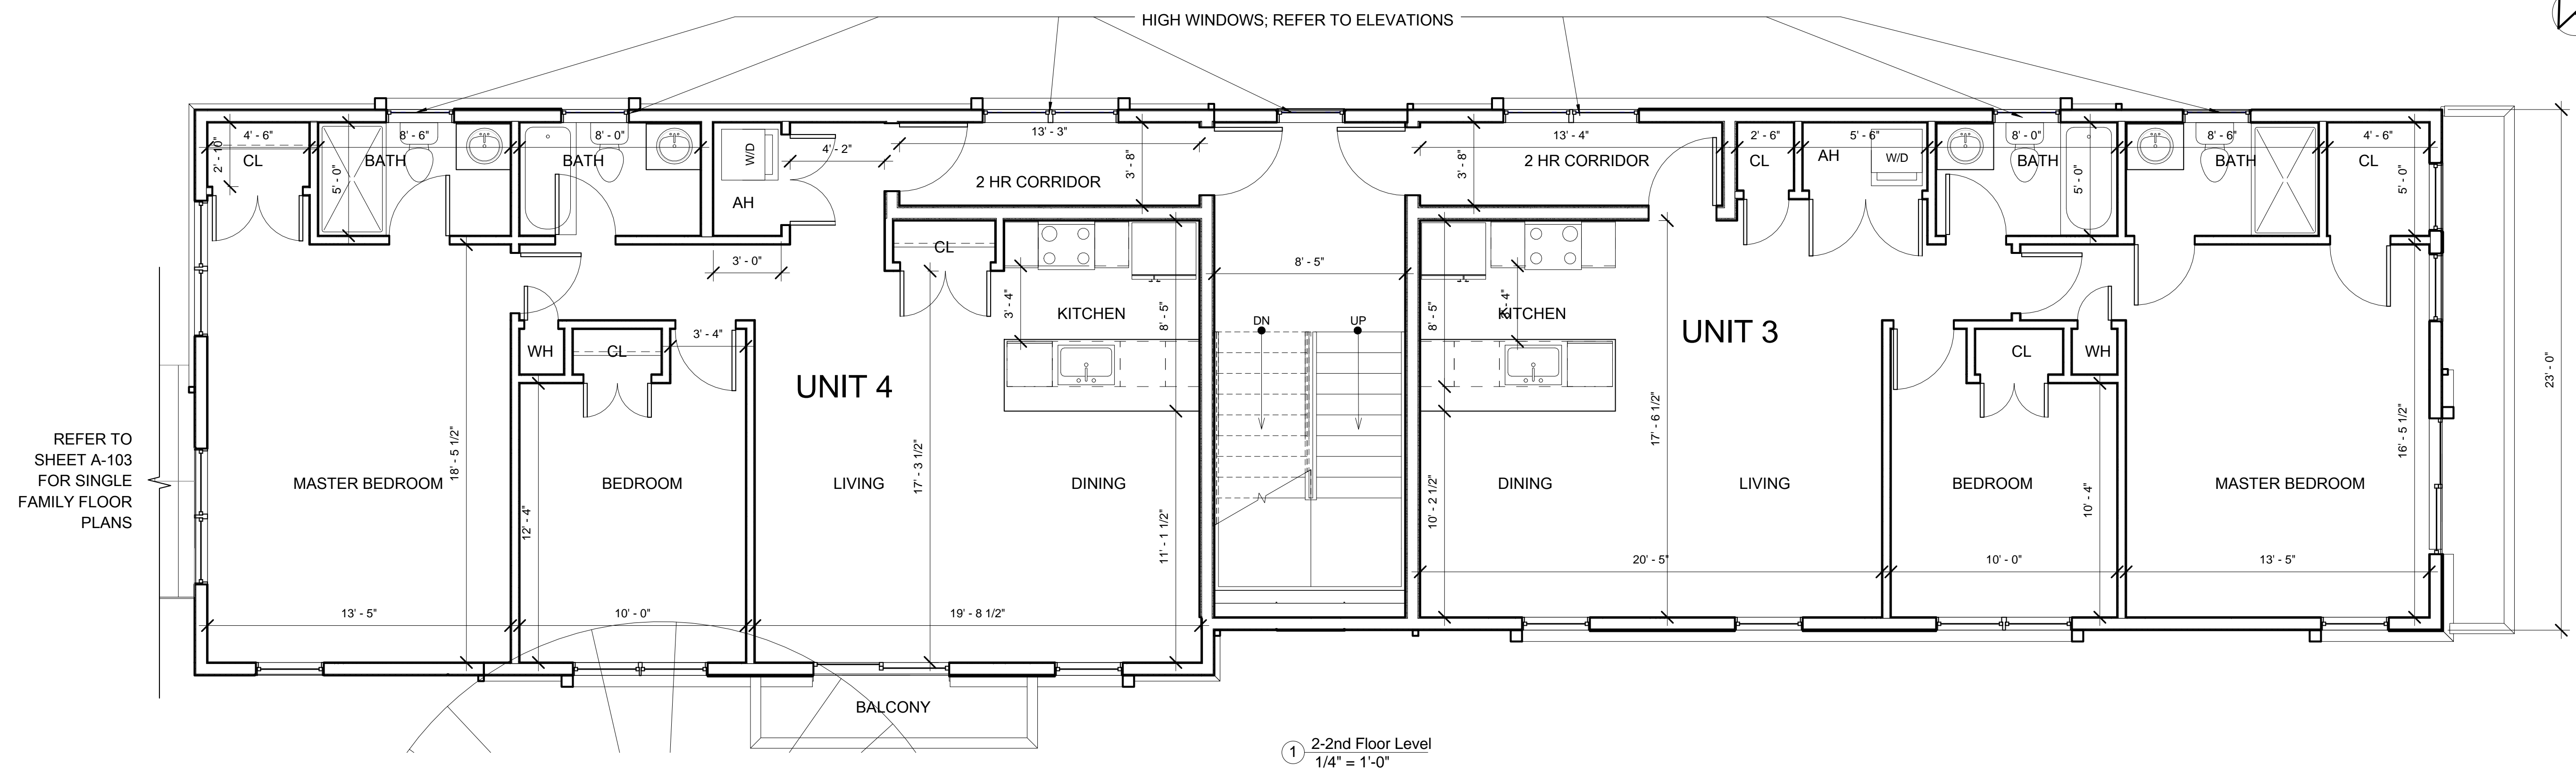 HIGH WINDOWS; REFER TO ELEVATIONS
4' - 6"
CL
2' - 10"
8' - 6"
BATH
5' - 0"
8' - 0"
BATH
W/D
AH
4' - 2"
3' - 0"
13' - 3"
2 HR CORRIDOR
3' - 8"
CL
3' - 4"
KITCHEN
8' - 5"
8' - 5"
DN
UP
13' - 4"
2 HR CORRIDOR
3' - 8"
2' - 6"
CL
5' - 6"
AH
W/D
8' - 0"
BATH
5' - 0"
8' - 6"
BATH
4' - 6"
CL
5' - 0"
23' - 0"
WH
CL
3' - 4"
UNIT 4
8' - 5"
KITCHEN
UNIT 3
CL
WH
REFER TO
SHEET A-103
FOR SINGLE
FAMILY FLOOR
PLANS
MASTER BEDROOM
18' - 5 1/2"
BEDROOM
12' - 4"
LIVING
17' - 3 1/2"
DINING
11' - 1 1/2"
10' - 2 1/2"
DINING
17' - 6 1/2"
LIVING
BEDROOM
10' - 4"
MASTER BEDROOM
16' - 5 1/2"
13' - 5"
10' - 0"
19' - 8 1/2"
20' - 5"
10' - 0"
13' - 5"
BALCONY
1
2-2nd Floor Level
1/4" = 1'-0"